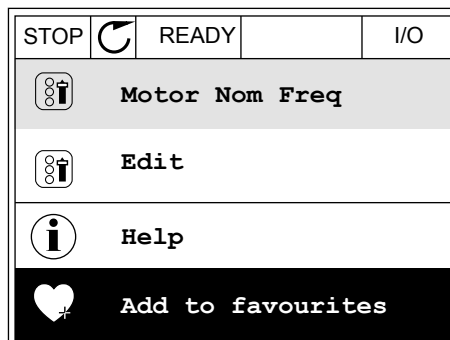 STOP READY I/O
Motor Nom Freq
Edit
Help
Add to favourites